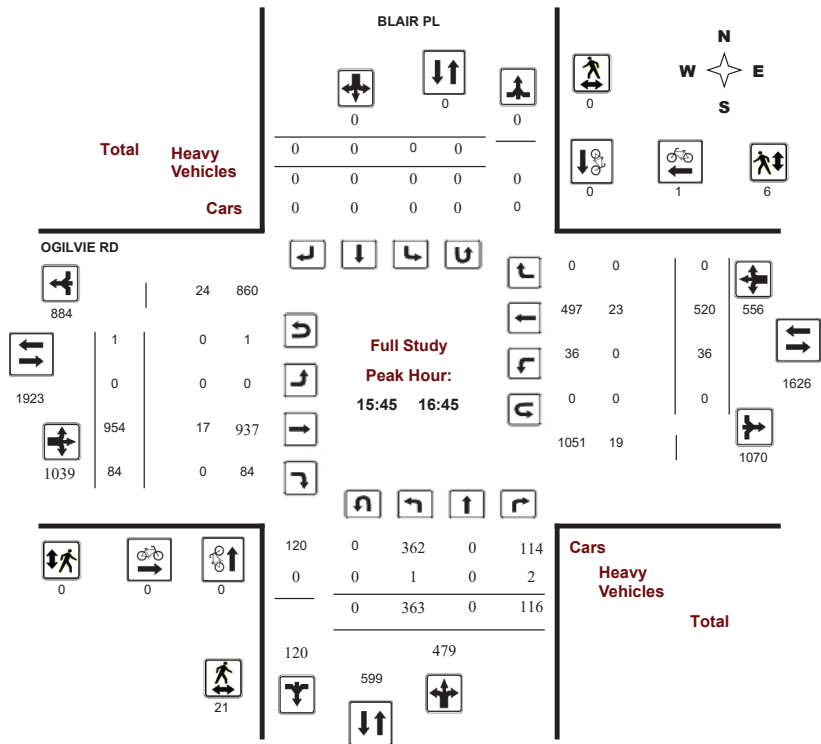 BLAIR PL
N
W E
S
0
0
0 0
Total Heavy Vehicles
0 0 0 0
0 0 0 0 0
Cars 0 0 0 0 0
0 1 6
OGILVIE RD
884
24 860
1 0 1
1923
0 0 0
954 17 937
1039
84 0 84
Full Study
Peak Hour:
15:45 16:45
0 0 0
497 23 520 556
36 0 36
1626
0 0 0
1051 19
1070
0 0 0
21
120 0 362 0 114
0 0 1 0 2
0 363 0 116
120 479
599
Cars
Heavy
Vehicles
Total